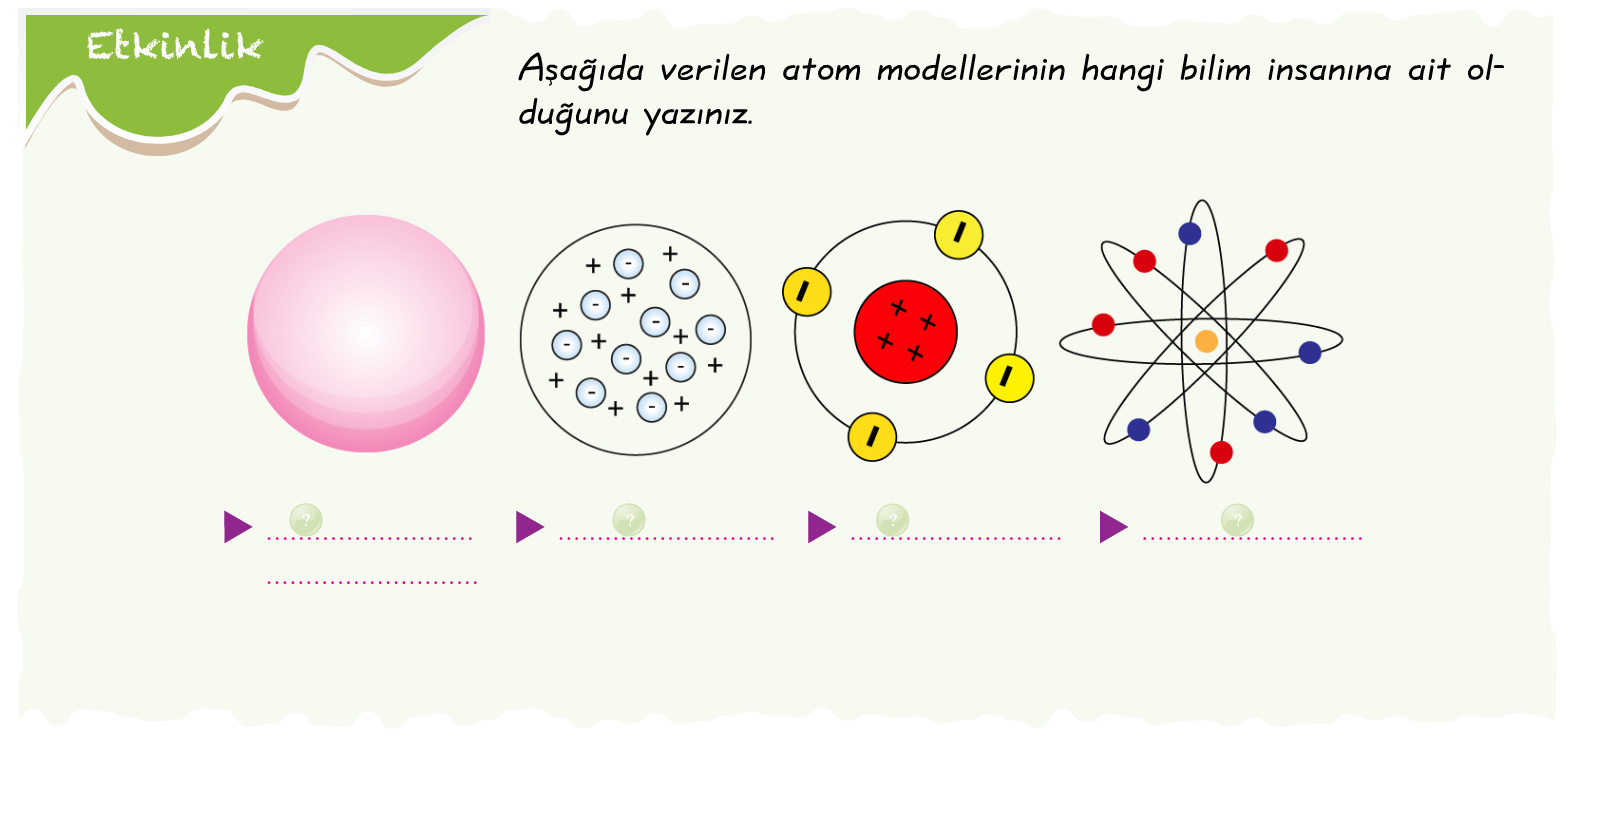 Etkinlik
Aşağıda verilen atom modellerinin hangi bilim insanına ait ol-
duğunu yazınız.
+ - +
-
+ - +
- -
- + + 
- - +
+ +
- + - +
-
-
+ +
+ +
-
-
? ? ? ?